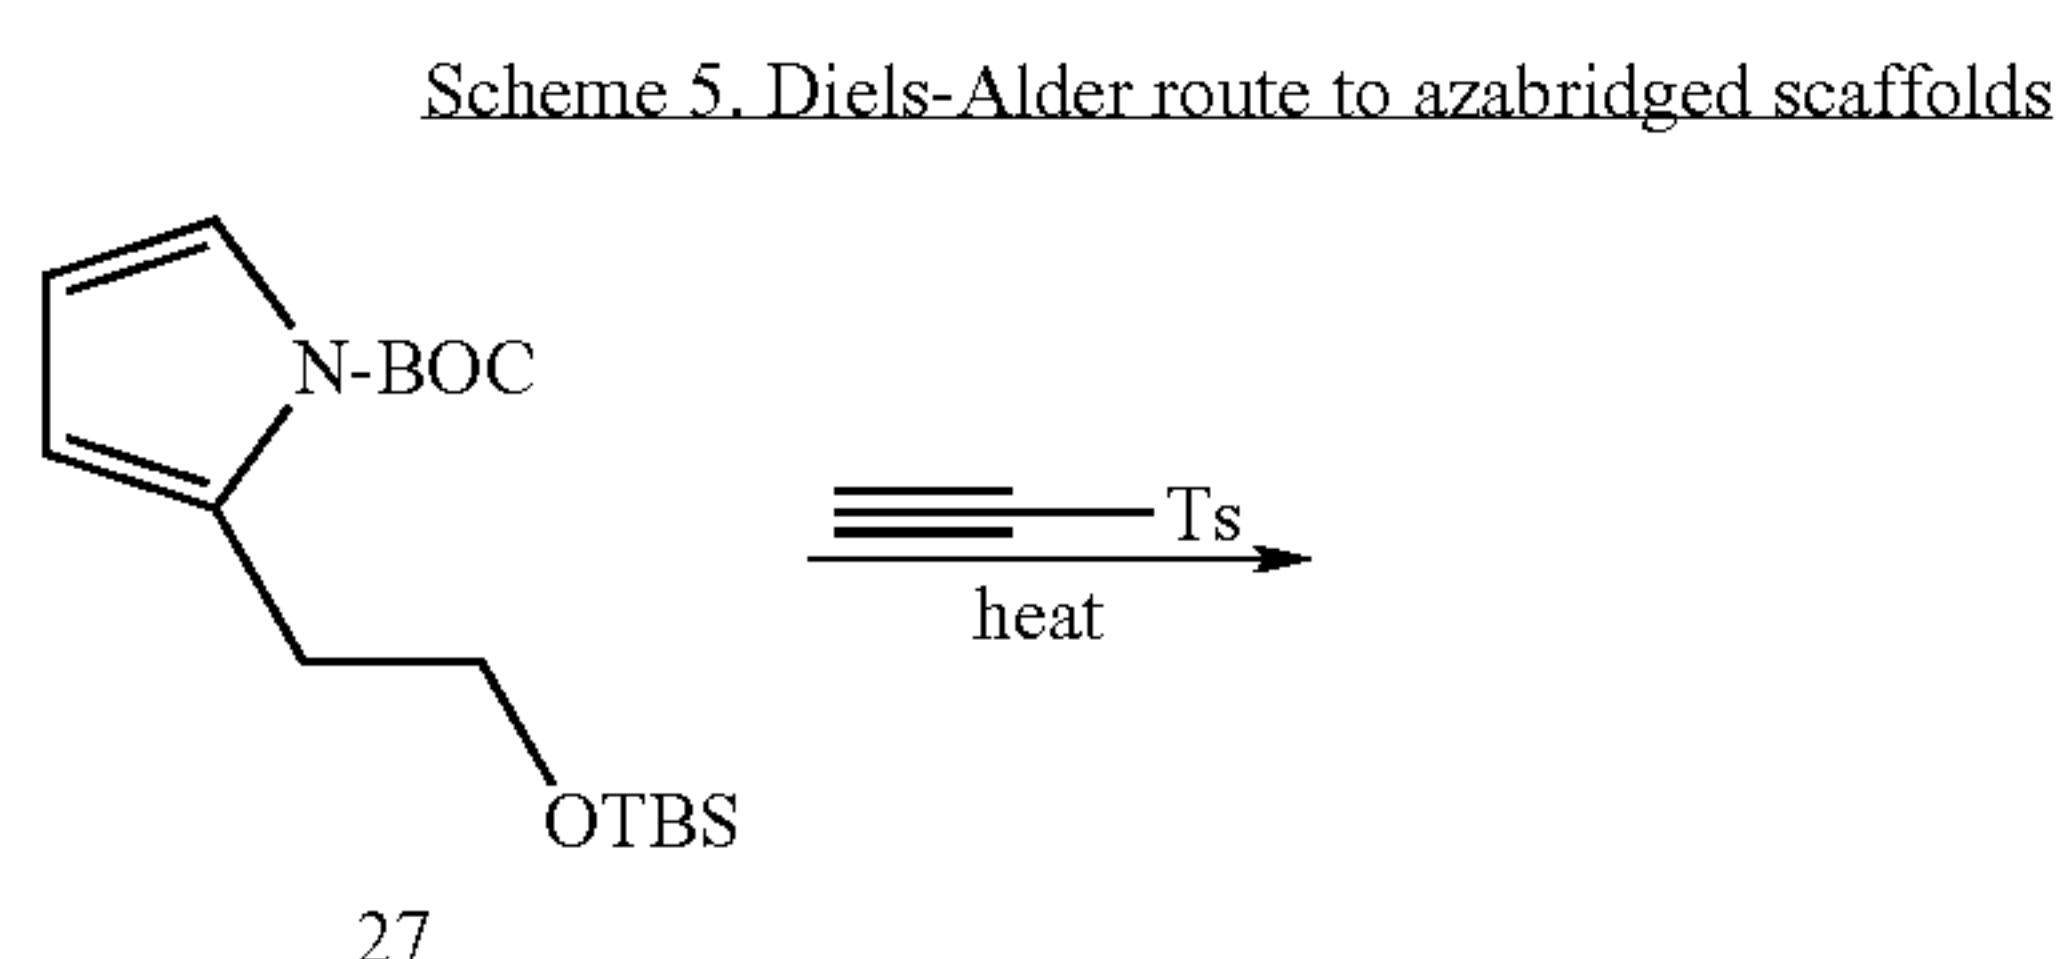 Scheme 5. Diels-Alder route to azabridged scaffolds
N-BOC
Ts
heat
OTBS
27